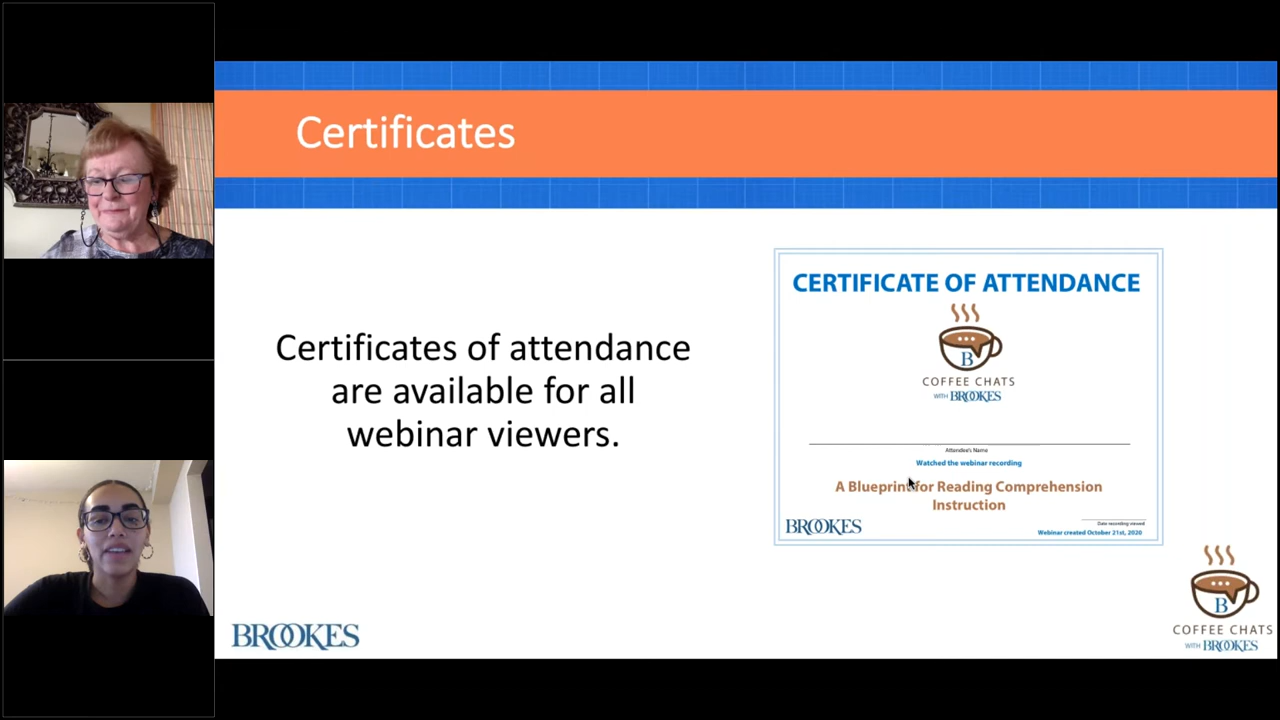 Certificates
Certificates of attendance
are available for all
webinar viewers.
CERTIFICATE OF ATTENDANCE
B
COFFEE CHATS
WITH BROOKES
Attendee's Name
Watched the webinar recording
A Blueprint for Reading Comprehension
Instruction
BROOKES
Date recording viewed
Webinar created October 21st, 2020
BROOKES
B
COFFEE CHATS
WITH BROOKES